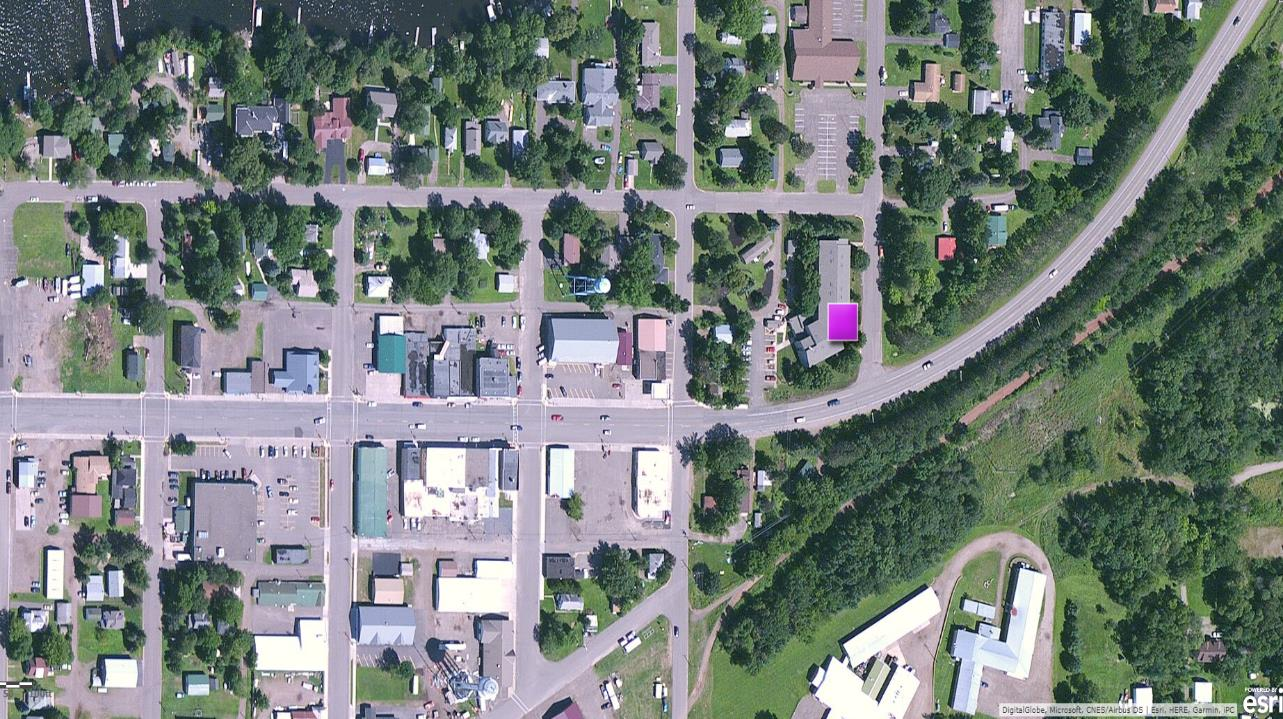 POWERED BY
esri
DigitalGlobe, Microsoft, CNES/Airbus DS | Esri, HERE, Garmin, iPC